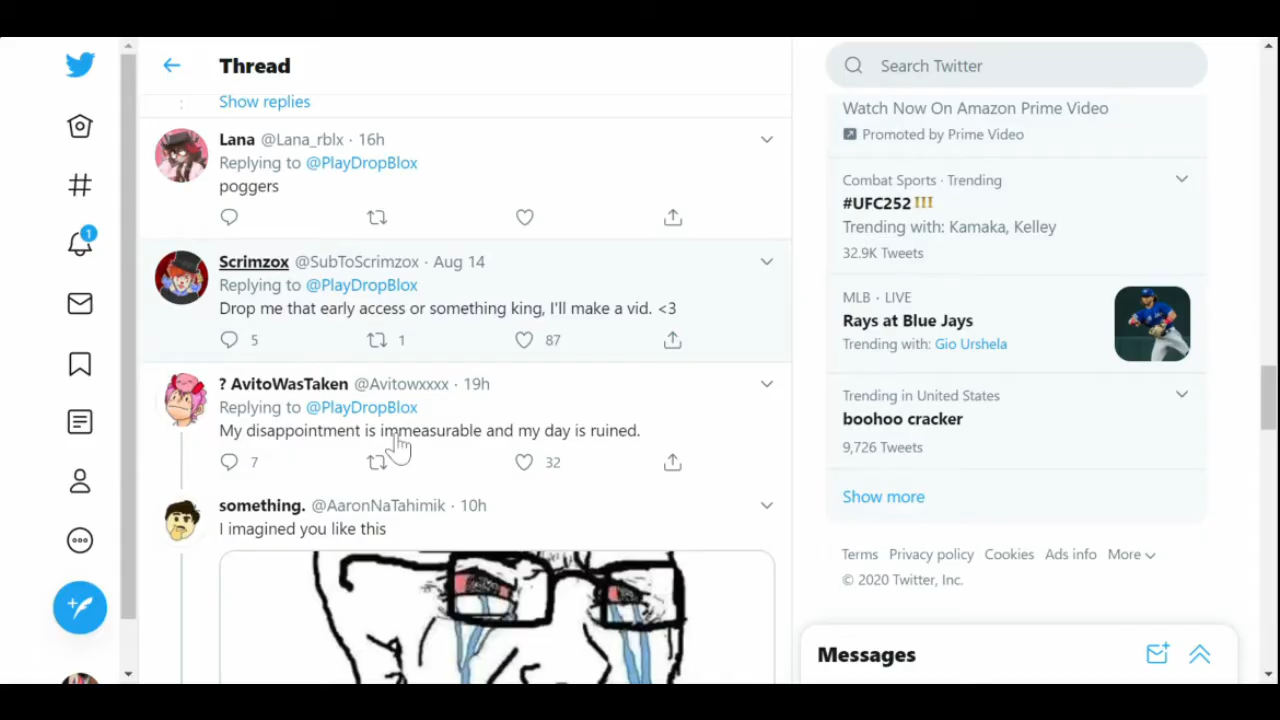 Thread
Search Twitter
Show replies
Lana @Lana_rblx · 16h
Replying to @PlayDropBlox
poggers
Scrimzox @SubToScrimzox · Aug 14
Replying to @PlayDropBlox
Drop me that early access or something king, I'll make a vid. <3
5 1 87
? AvitoWasTaken @Avitowxxxx · 19h
Replying to @PlayDropBlox
My disappointment is immeasurable and my day is ruined.
7 32
something. @AaronNaTahimik · 10h
I imagined you like this
1
Watch Now On Amazon Prime Video
Promoted by Prime Video
Combat Sports · Trending
#UFC252
Trending with: Kamaka, Kelley
32.9K Tweets
MLB · LIVE
Rays at Blue Jays
Trending with: Gio Urshela
Trending in United States
boohoo cracker
9,726 Tweets
Show more
Terms Privacy policy Cookies Ads info More
© 2020 Twitter, Inc.
Messages